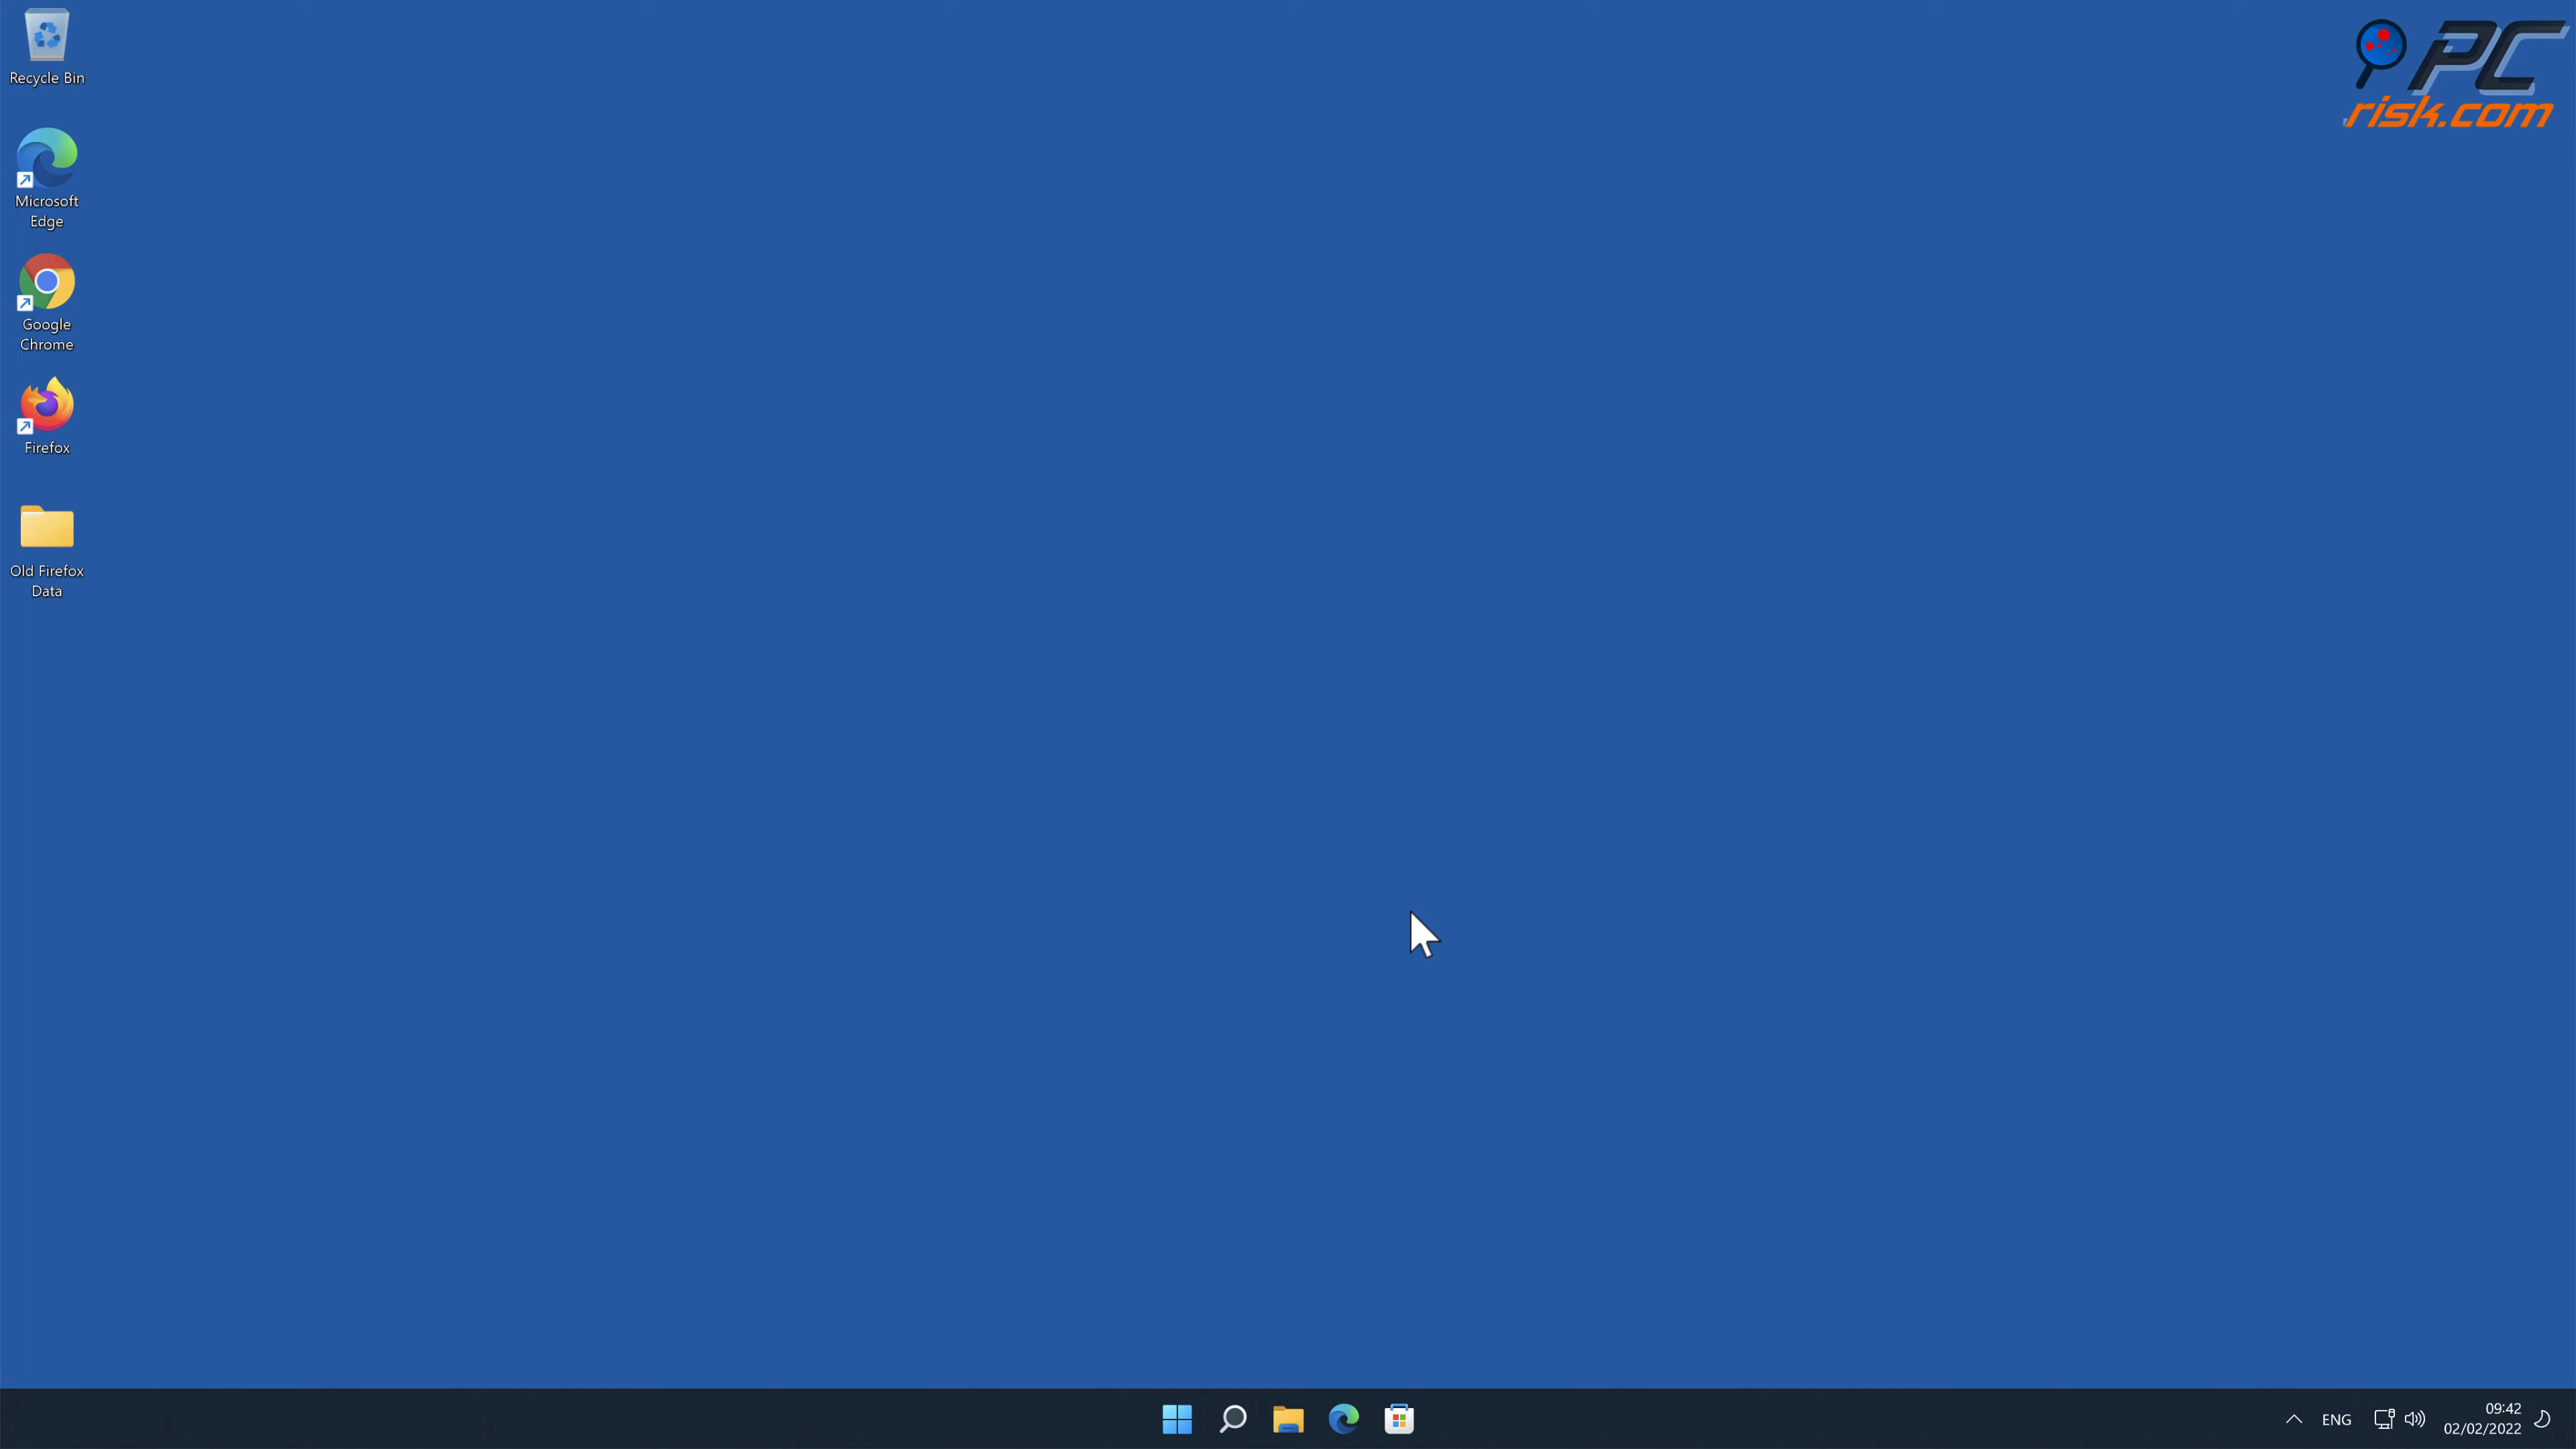 Recycle Bin
PC
risk.com
Microsoft
Edge
Google
Chrome
Firefox
Old Firefox
Data
ENG
09:42
02/02/2022